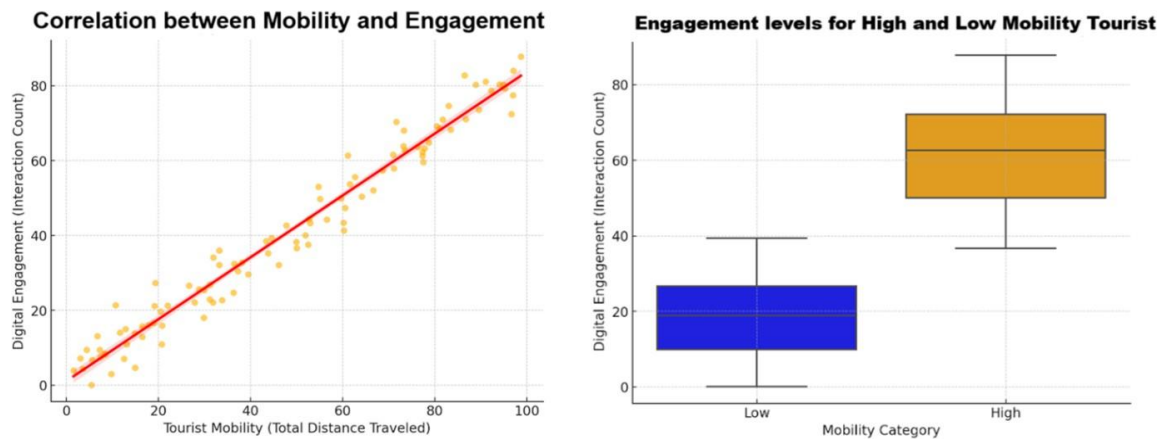 Correlation between Mobility and Engagement
Digital Engagement (Interaction Count)
80
60
40
20
0
0 20 40 60 80 100
Tourist Mobility (Total Distance Traveled)
Engagement levels for High and Low Mobility Tourist
Digital Engagement (Interaction Count)
80
60
40
20
0
Low High
Mobility Category